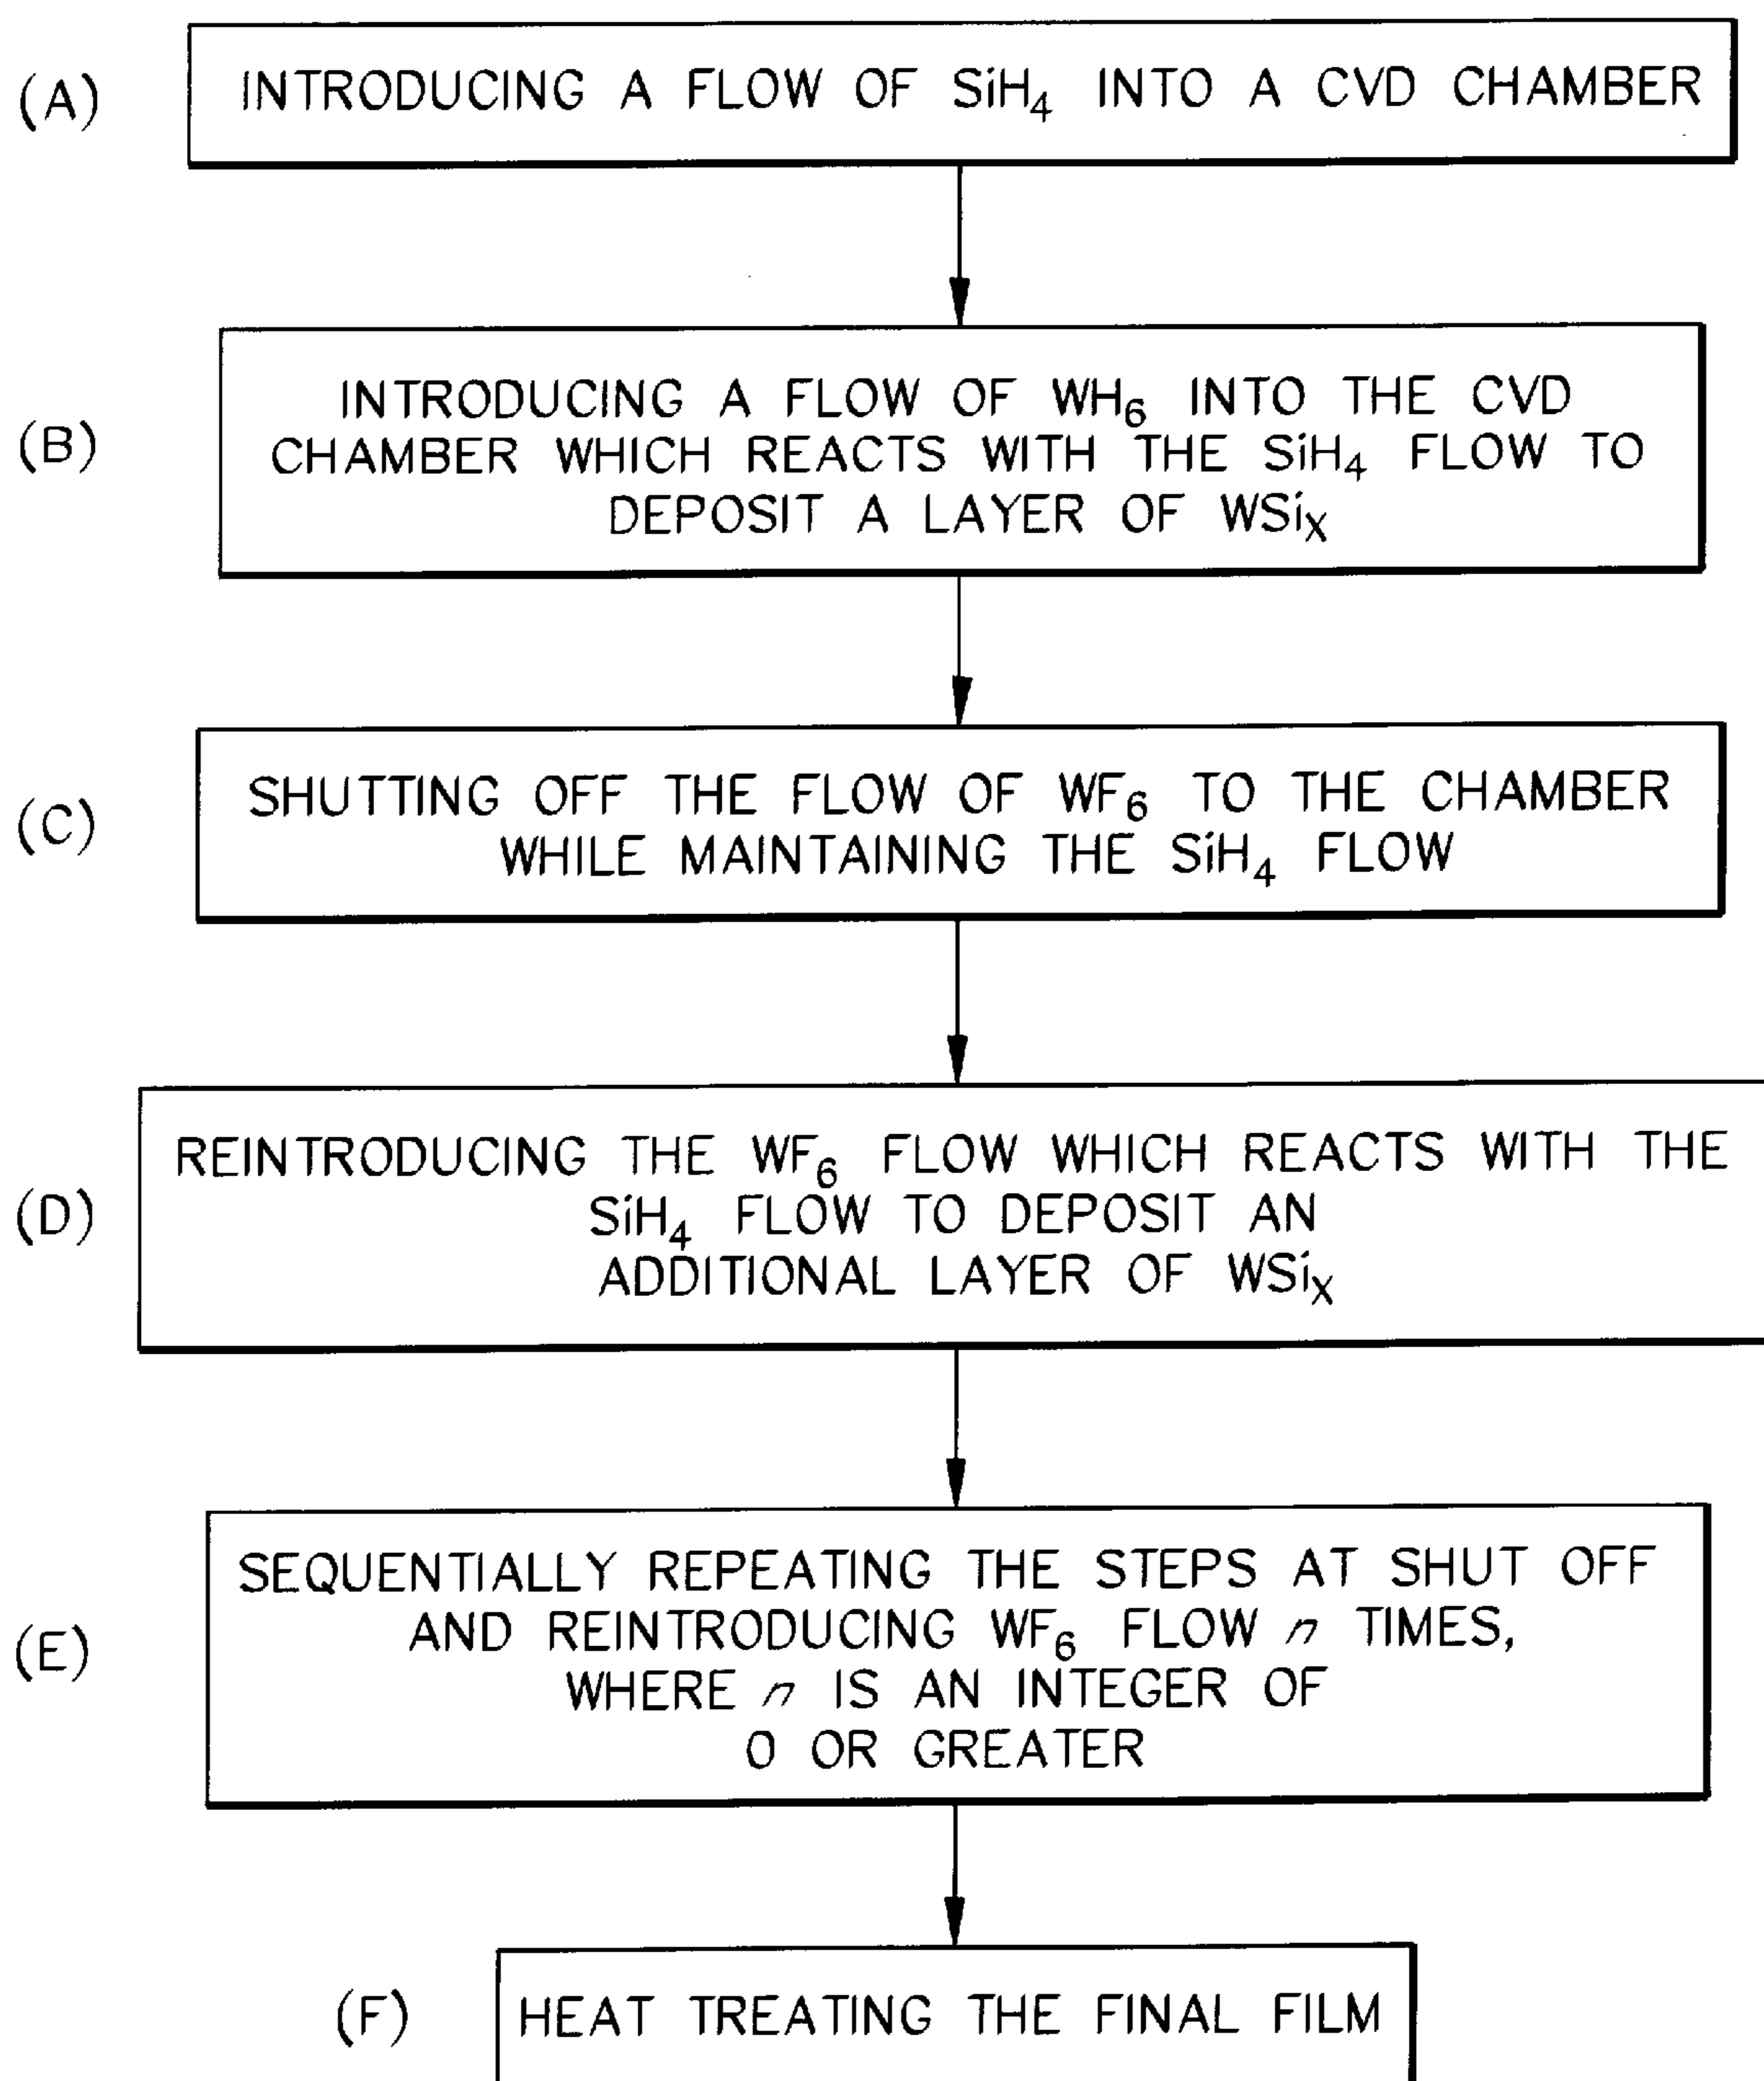 (A)
INTRODUCING A FLOW OF SiH₄ INTO A CVD CHAMBER
(B)
INTRODUCING A FLOW OF WH₆ INTO THE CVD
CHAMBER WHICH REACTS WITH THE SiH₄ FLOW TO
DEPOSIT A LAYER OF WSiₓ
(C)
SHUTTING OFF THE FLOW OF WF₆ TO THE CHAMBER
WHILE MAINTAINING THE SiH₄ FLOW
(D)
REINTRODUCING THE WF₆ FLOW WHICH REACTS WITH THE
SiH₄ FLOW TO DEPOSIT AN
ADDITIONAL LAYER OF WSiₓ
(E)
SEQUENTIALLY REPEATING THE STEPS AT SHUT OFF
AND REINTRODUCING WF₆ FLOW n TIMES,
WHERE n IS AN INTEGER OF
0 OR GREATER
(F)
HEAT TREATING THE FINAL FILM